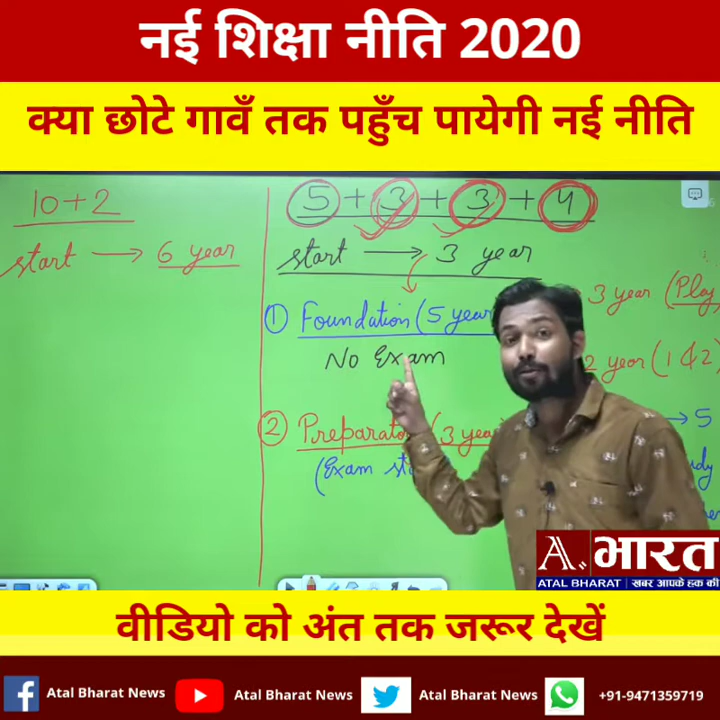 नई शिक्षा नीति 2020
क्या छोटे गावँ तक पहुँच पायेगी नई नीति
10+2
start → 6 year
5 + 3 + 3 + 4
start → 3 year
① Foundation (5 year
No Exam
3 year (Play
2 year (1 & 2
② Preparato (3 yea
→ 5
(Exam st
A. भारत
ATAL BHARAT | खबर आपके हक की
वीडियो को अंत तक जरूर देखें
Atal Bharat News
Atal Bharat News
Atal Bharat News
+91-9471359719